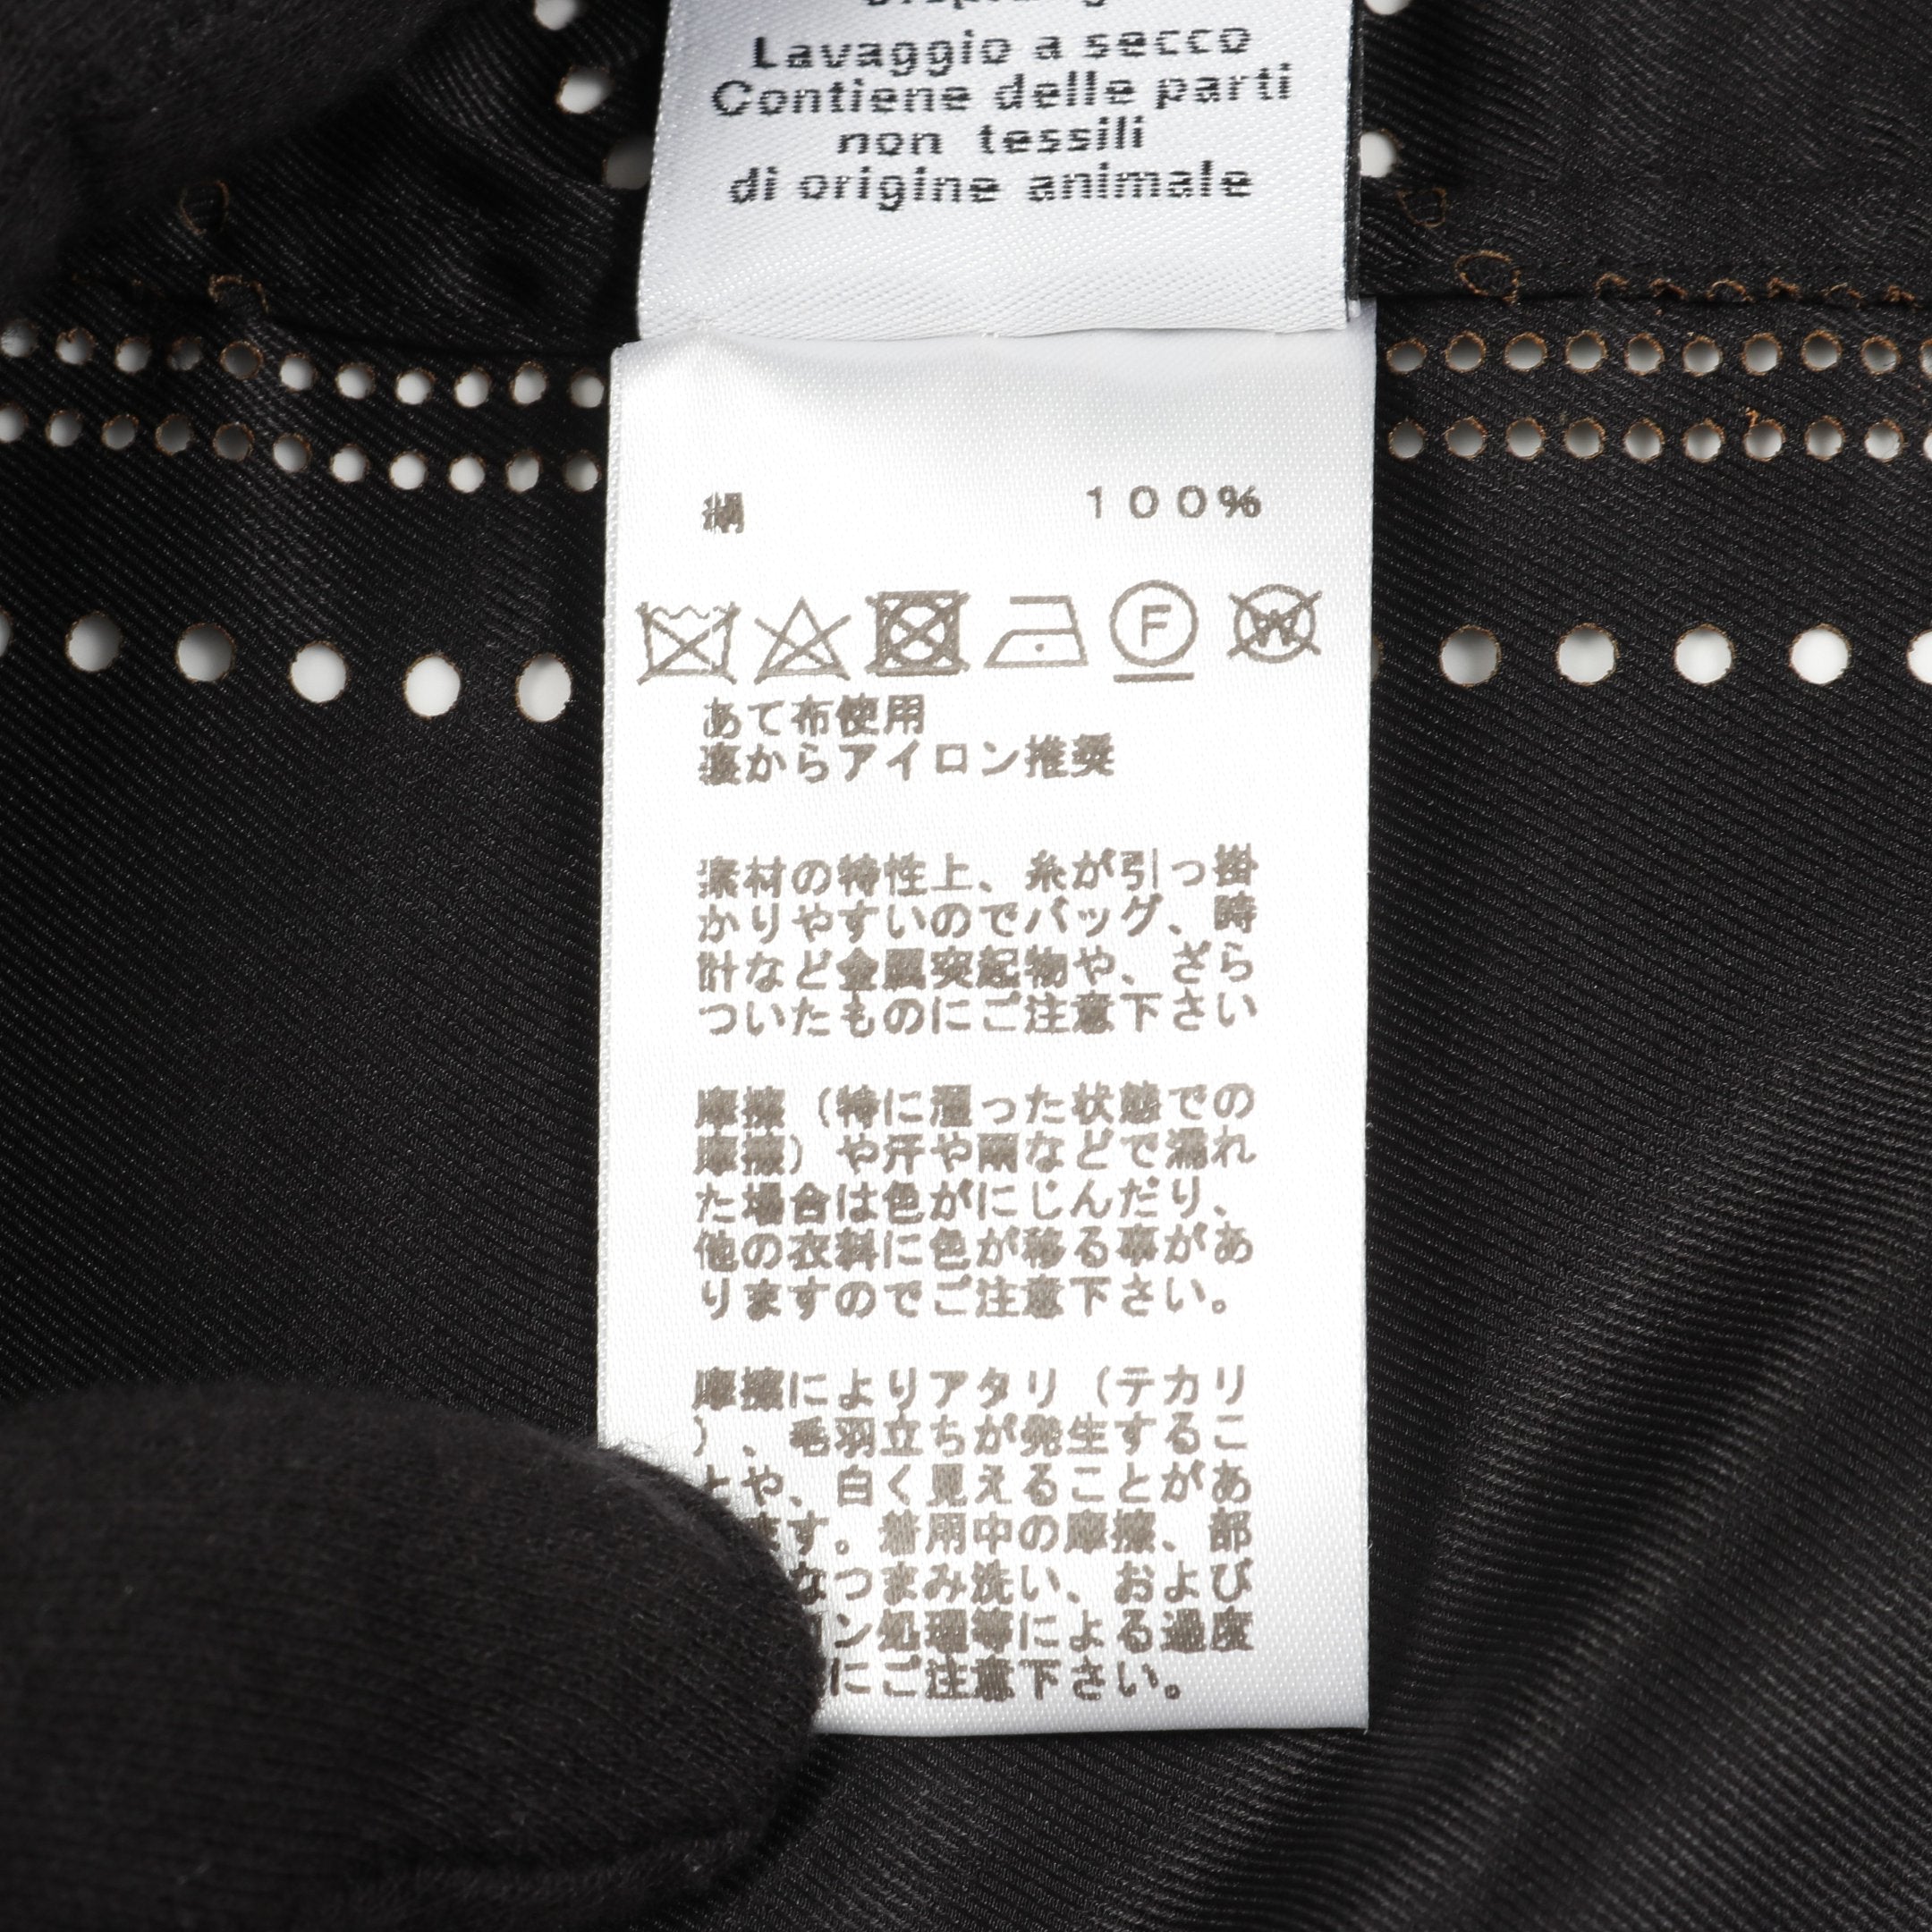 Lavaggio a secco
Contiene delle parti
non tessili
di origine animale
絹 100%
F
W
あて布使用
裏からアイロン推奨
素材の特性上、糸が引っ掛
かりやすいのでバッグ、時
計など金属突起物や、ざら
ついたものにご注意下さい
摩擦（特に湿った状態での
摩擦）や汗や雨などで濡れ
た場合は色がにじんだり、
他の衣料に色が移る事があ
りますのでご注意下さい。
摩擦によりアタリ（テカリ
）、毛羽立ちが発生するこ
とや、白く見えることがあ
ます。着用中の摩擦、部
なつまみ洗い、および
ン処理等による過度
にご注意下さい。